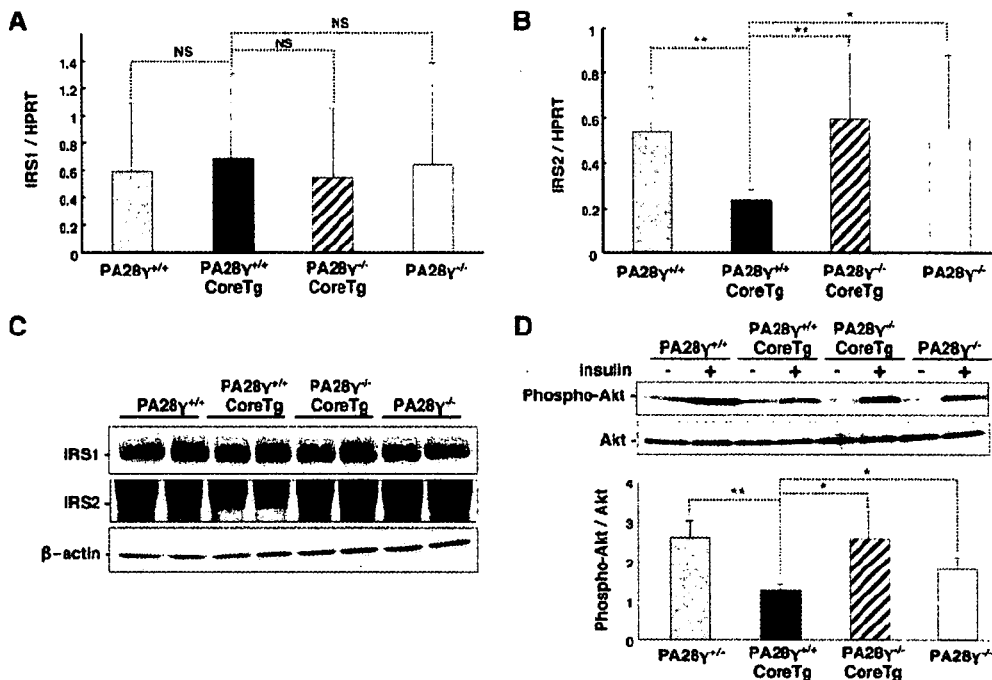 A
NS
NS
NS
IRS1 / HPRT
1.4
1.2
1
0.8
0.6
0.4
0.2
0
PA28γ+/+
PA28γ+/+
CoreTg
PA28γ-/-
CoreTg
PA28γ-/-
B
*
**
**
IRS2 / HPRT
1
0.8
0.6
0.4
0.2
0
PA28γ+/+
PA28γ+/+
CoreTg
PA28γ-/-
CoreTg
PA28γ-/-
C
PA28γ+/+
PA28γ+/+
CoreTg
PA28γ-/-
CoreTg
PA28γ-/-
IRS1
IRS2
β-actin
D
PA28γ+/+
PA28γ+/+
CoreTg
PA28γ-/-
CoreTg
PA28γ-/-
insulin - + - + - + - +
Phospho-Akt
Akt
*
**
*
Phospho-Akt / Akt
4
3
2
1
0
PA28γ+/-
PA28γ+/+
CoreTg
PA28γ-/-
CoreTg
PA28γ-/-